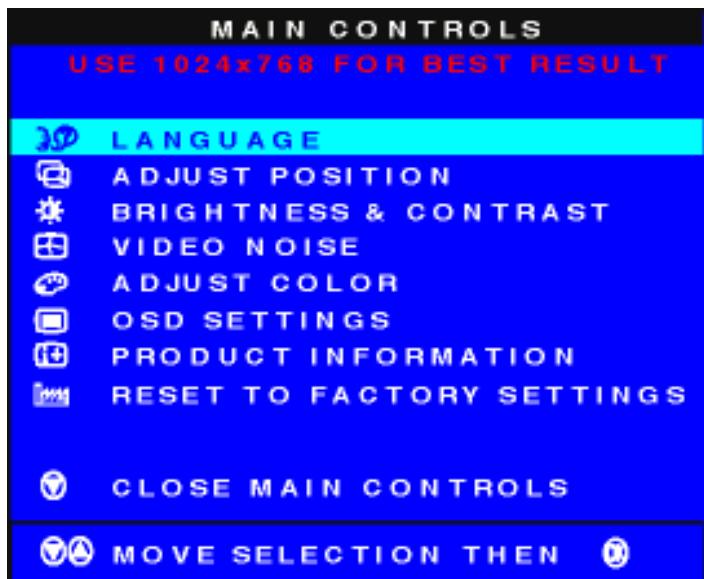 MAIN CONTROLS
USE 1024x768 FOR BEST RESULT
LANGUAGE
ADJUST POSITION
BRIGHTNESS & CONTRAST
VIDEO NOISE
ADJUST COLOR
OSD SETTINGS
PRODUCT INFORMATION
RESET TO FACTORY SETTINGS
CLOSE MAIN CONTROLS
MOVE SELECTION THEN